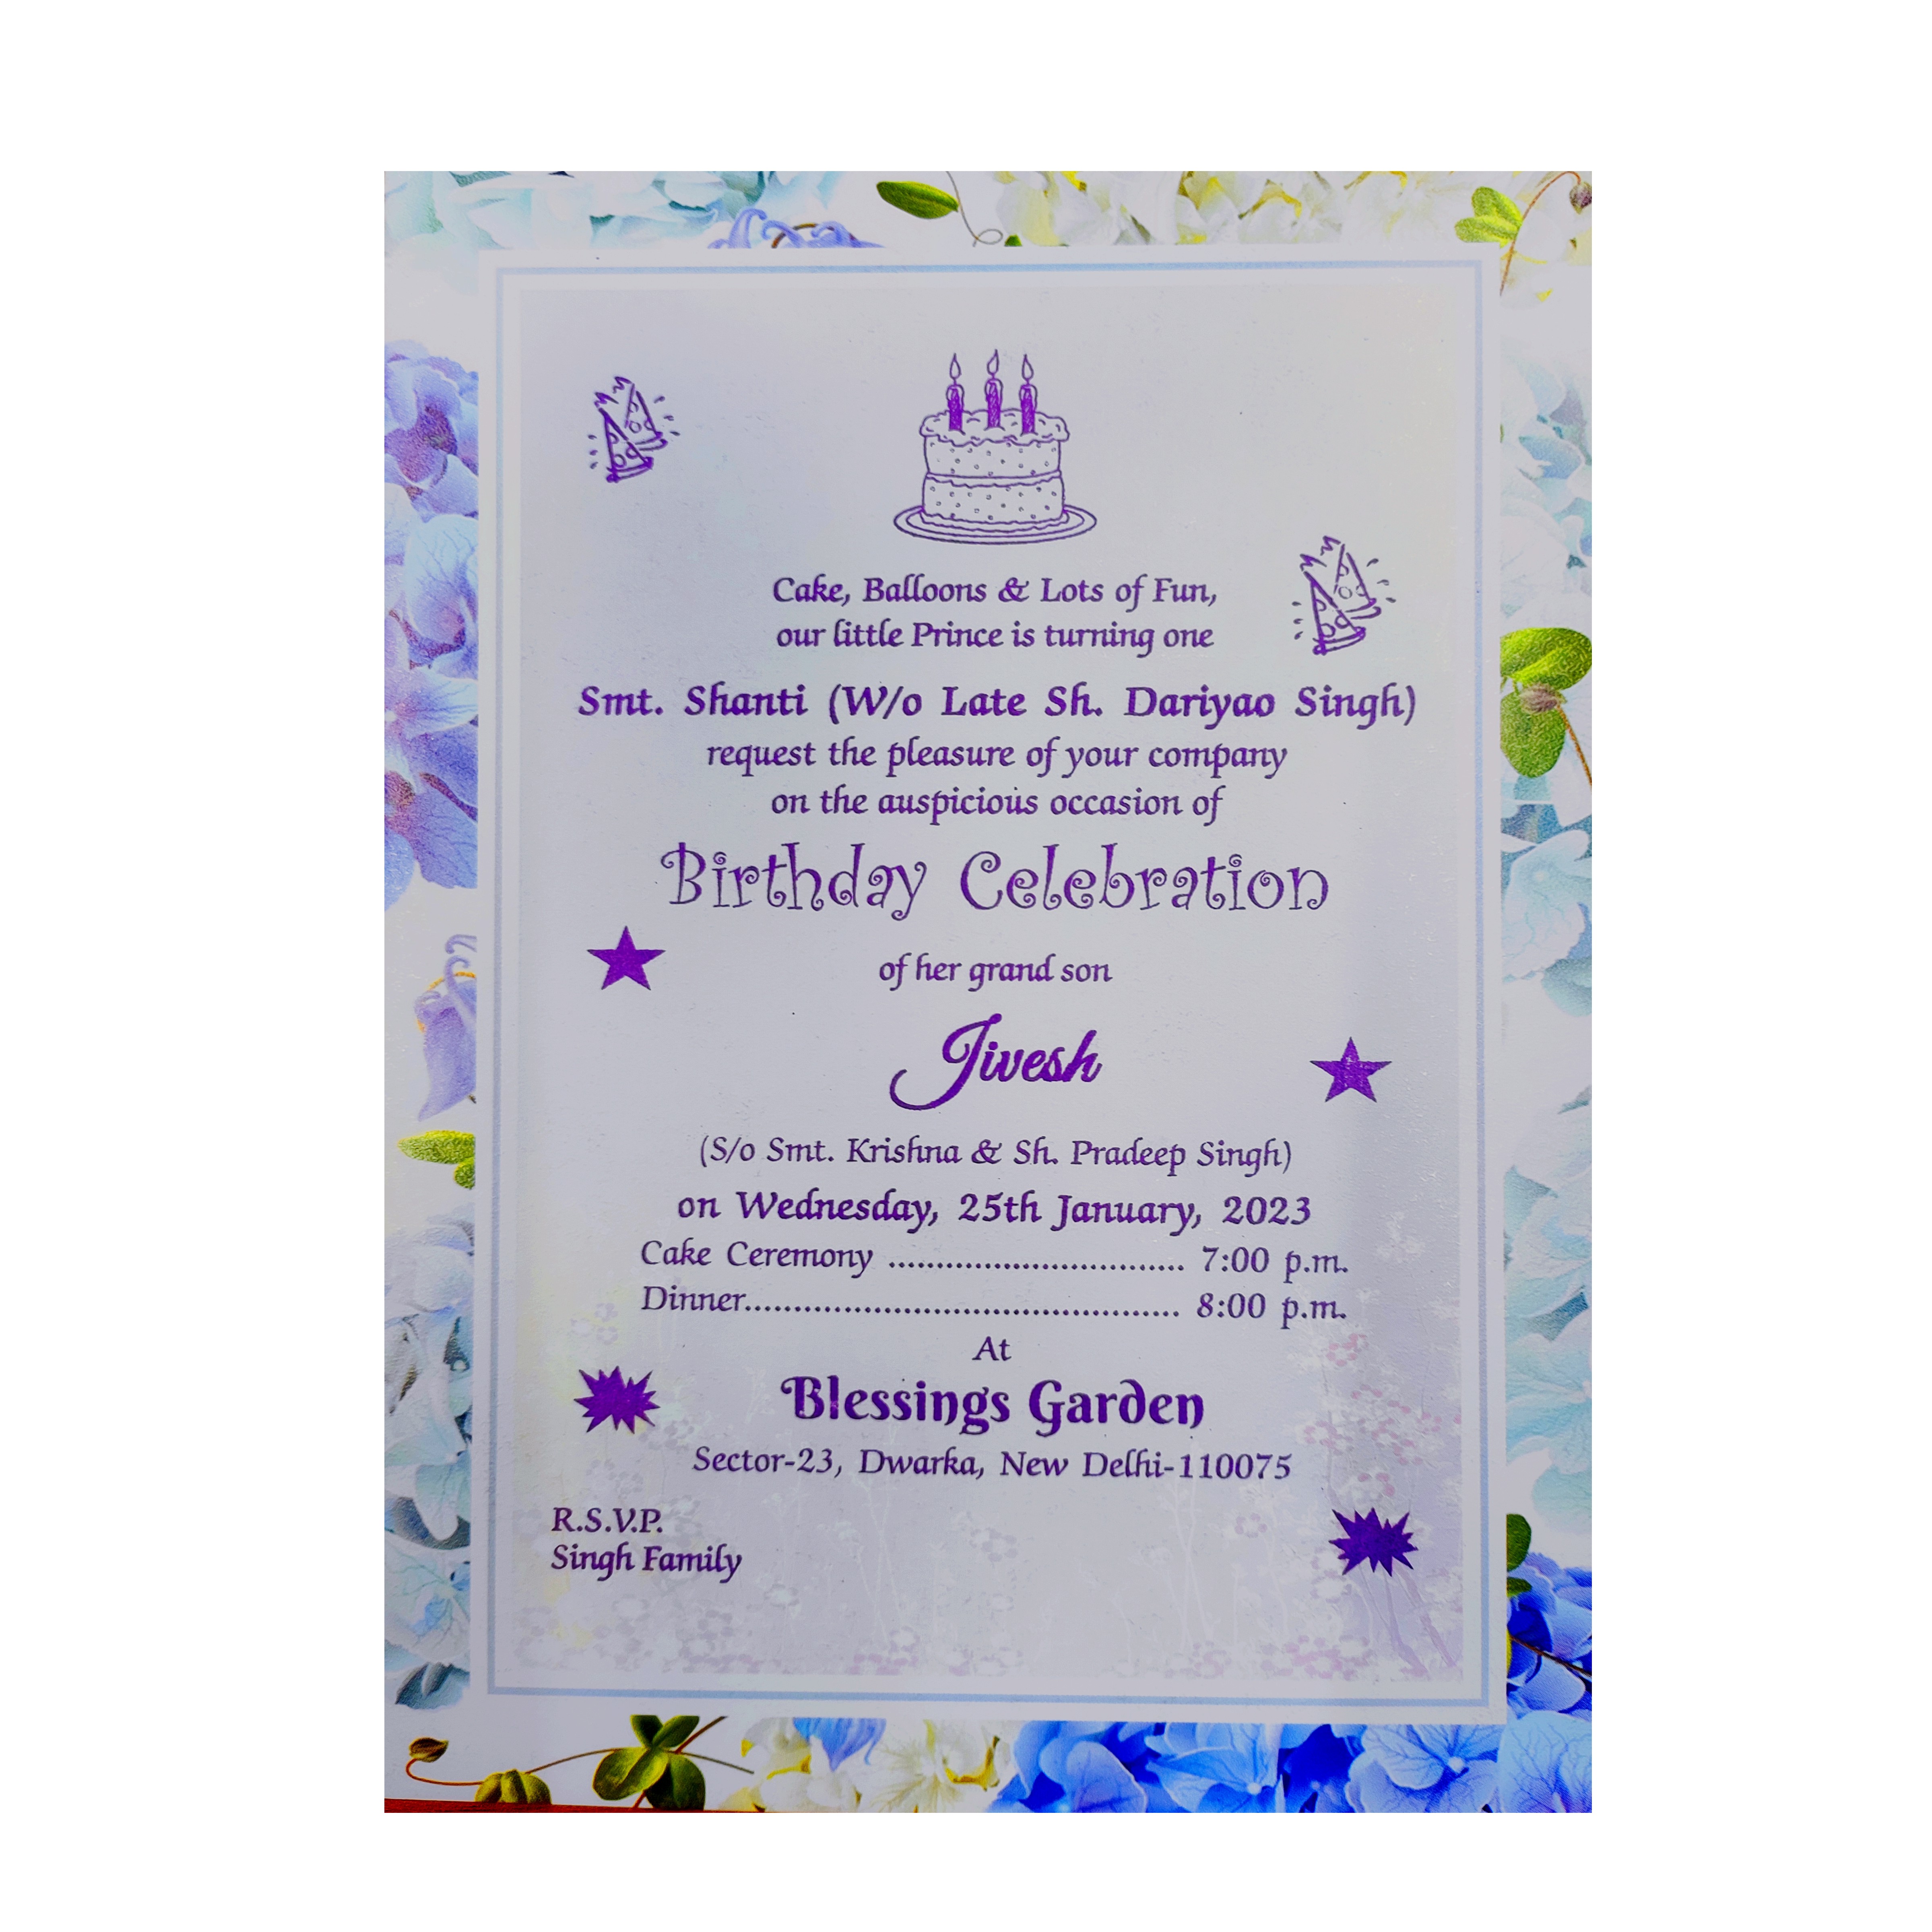 Cake, Balloons & Lots of Fun,
our little Prince is turning one
Smt. Shanti (W/o Late Sh. Dariyao Singh)
request the pleasure of your company
on the auspicious occasion of
Birthday Celebration
of her grand son
Jivesh
(S/o Smt. Krishna & Sh. Pradeep Singh)
on Wednesday, 25th January, 2023
Cake Ceremony ............................... 7:00 p.m.
Dinner............................................. 8:00 p.m.
At
Blessings Garden
Sector-23, Dwarka, New Delhi-110075
R.S.V.P.
Singh Family